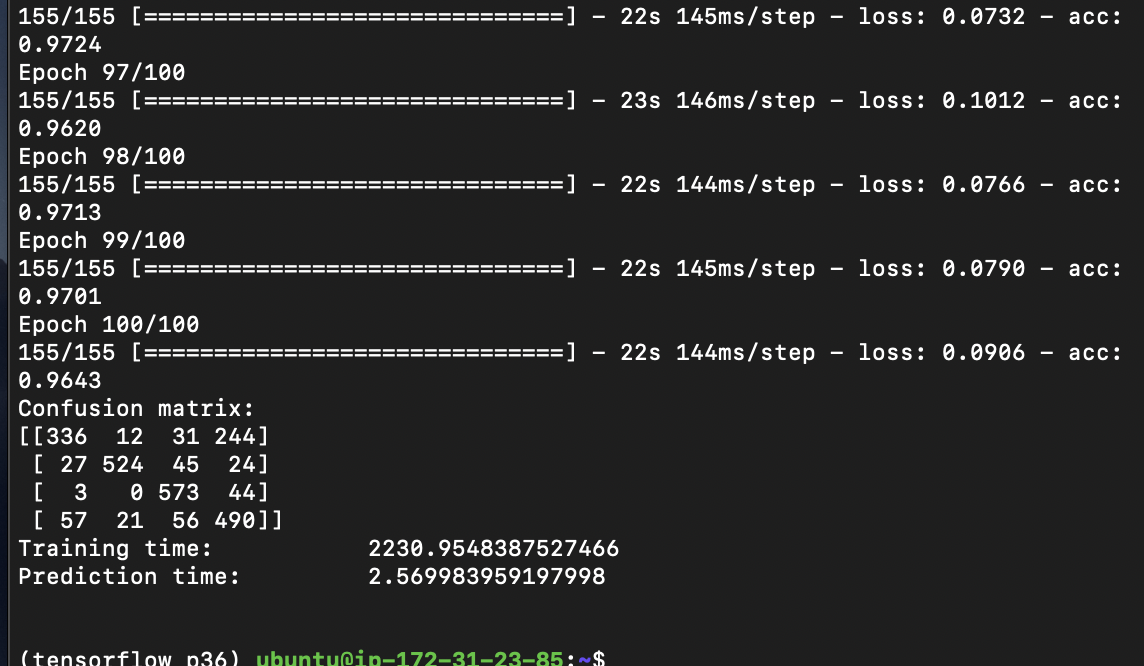 155/155 [==============================] - 22s 145ms/step - loss: 0.0732 - acc:
0.9724
Epoch 97/100
155/155 [==============================] - 23s 146ms/step - loss: 0.1012 - acc:
0.9620
Epoch 98/100
155/155 [==============================] - 22s 144ms/step - loss: 0.0766 - acc:
0.9713
Epoch 99/100
155/155 [==============================] - 22s 145ms/step - loss: 0.0790 - acc:
0.9701
Epoch 100/100
155/155 [==============================] - 22s 144ms/step - loss: 0.0906 - acc:
0.9643
Confusion matrix:
[[336  12  31 244]
 [ 27 524  45  24]
 [  3   0 573  44]
 [ 57  21  56 490]]
Training time:           2230.9548387527466
Prediction time:         2.569983959197998
(tensorflow_p36) ubuntu@ip-172-31-23-85:~$